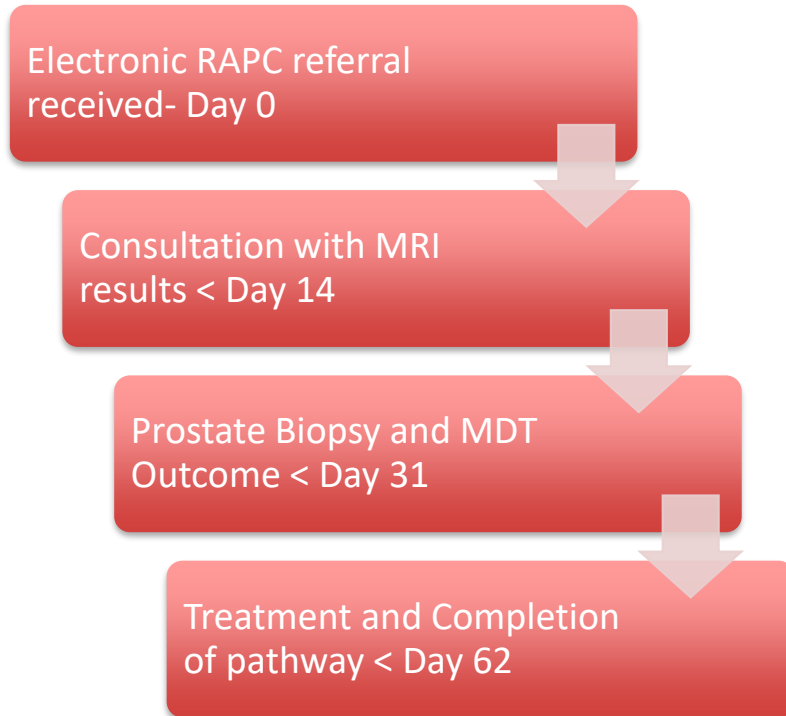 Electronic RAPC referral
received- Day 0
Consultation with MRI
results < Day 14
Prostate Biopsy and MDT
Outcome < Day 31
Treatment and Completion
of pathway < Day 62